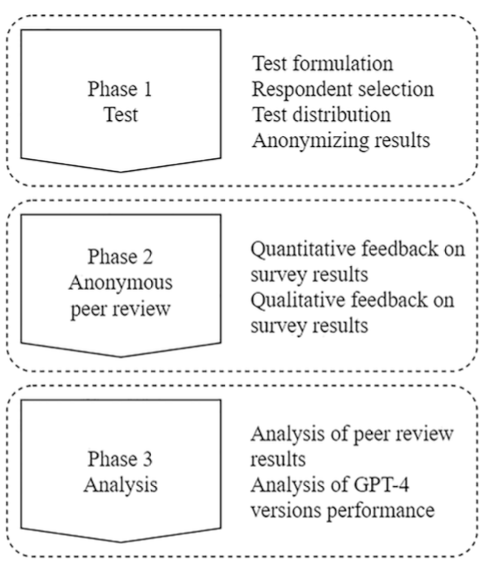 Phase 1
Test
Test formulation
Respondent selection
Test distribution
Anonymizing results
Phase 2
Anonymous
peer review
Quantitative feedback on
survey results
Qualitative feedback on
survey results
Phase 3
Analysis
Analysis of peer review
results
Analysis of GPT-4
versions performance